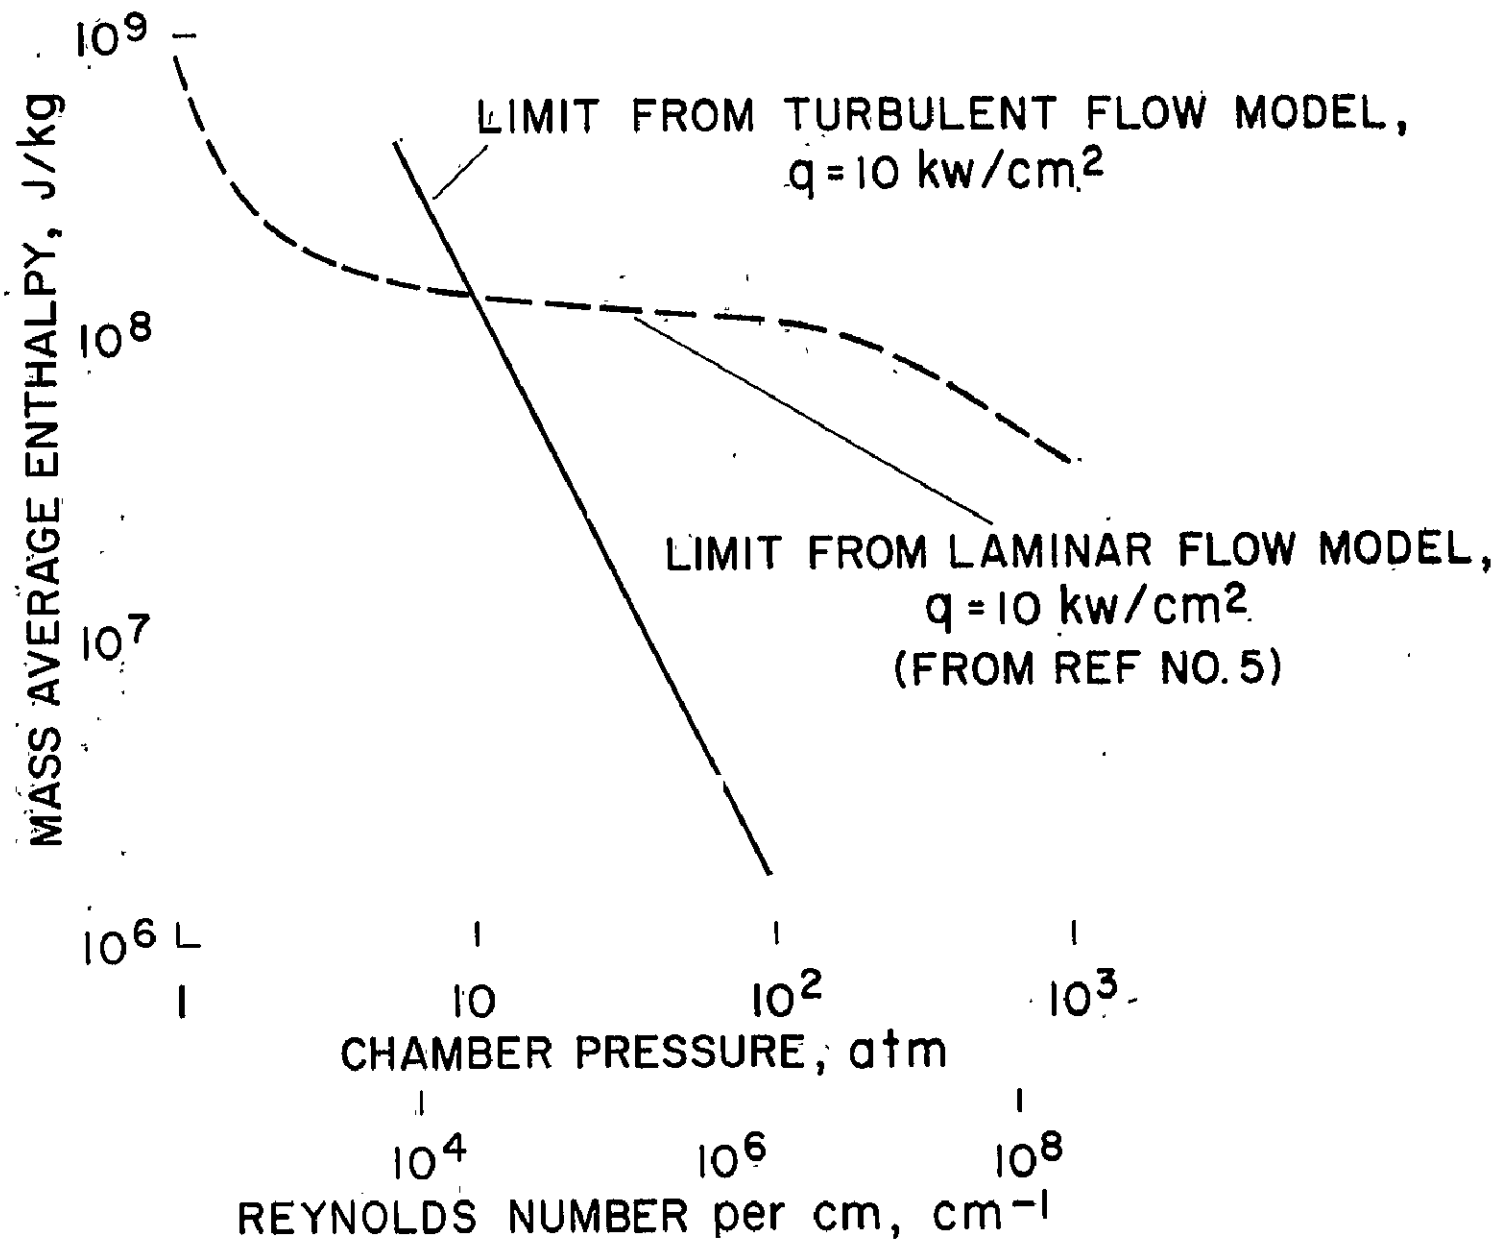 10⁹
LIMIT FROM TURBULENT FLOW MODEL,
q = 10 kw/cm²
MASS AVERAGE ENTHALPY, J/kg
10⁸
LIMIT FROM LAMINAR FLOW MODEL,
q = 10 kw/cm²
(FROM REF NO. 5)
10⁷
10⁶
1 10 10² 10³
CHAMBER PRESSURE, atm
10⁴ 10⁶ 10⁸
REYNOLDS NUMBER per cm, cm⁻¹